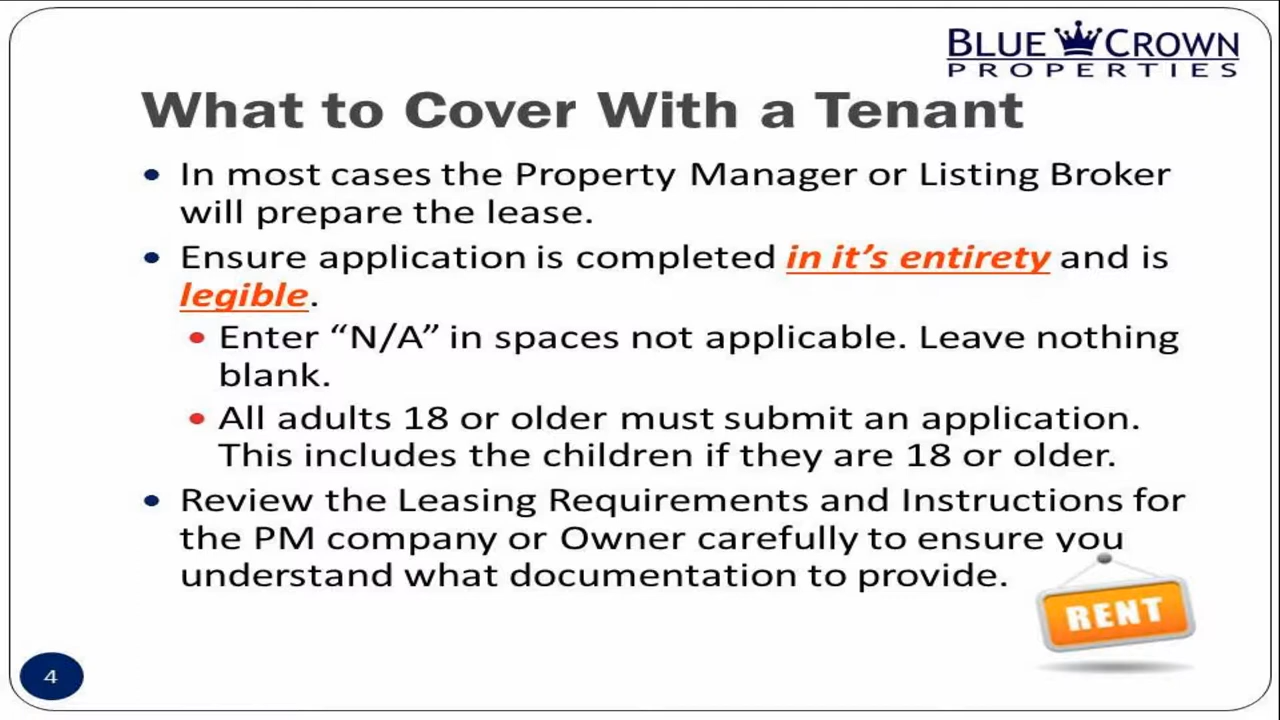 BLUE CROWN
PROPERTIES
What to Cover With a Tenant
• In most cases the Property Manager or Listing Broker
will prepare the lease.
• Ensure application is completed in it's entirety and is
legible.
• Enter “N/A” in spaces not applicable. Leave nothing
blank.
• All adults 18 or older must submit an application.
This includes the children if they are 18 or older.
• Review the Leasing Requirements and Instructions for
the PM company or Owner carefully to ensure you
understand what documentation to provide.
RENT
4